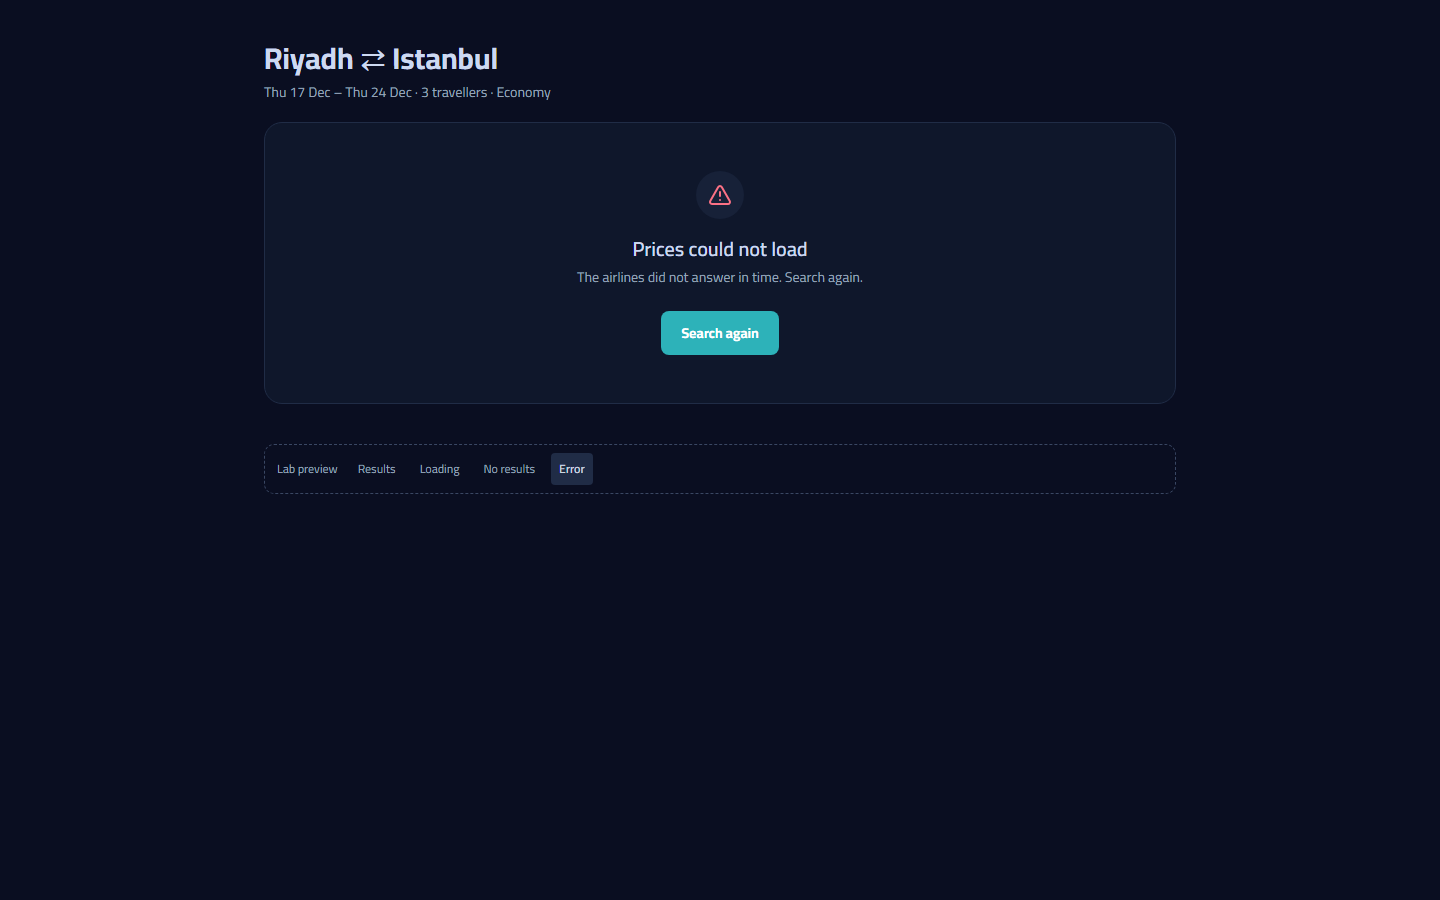 Riyadh ⇄ Istanbul
Thu 17 Dec – Thu 24 Dec · 3 travellers · Economy
Prices could not load
The airlines did not answer in time. Search again.
Search again
Lab preview Results Loading No results Error